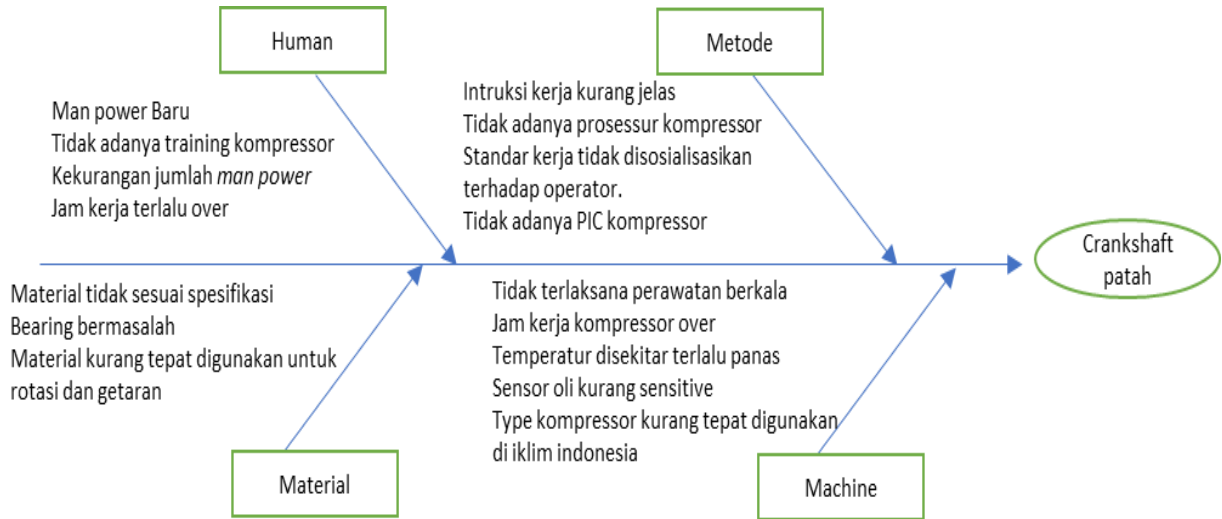 Human
Metode
Man power Baru
Tidak adanya training kompressor
Kekurangan jumlah man power
Jam kerja terlalu over
Intruksi kerja kurang jelas
Tidak adanya prosessur kompressor
Standar kerja tidak disosialisasikan
terhadap operator.
Tidak adanya PIC kompressor
Crankshaft
patah
Material tidak sesuai spesifikasi
Bearing bermasalah
Material kurang tepat digunakan untuk
rotasi dan getaran
Tidak terlaksana perawatan berkala
Jam kerja kompressor over
Temperatur disekitar terlalu panas
Sensor oli kurang sensitive
Type kompressor kurang tepat digunakan
di iklim indonesia
Material
Machine